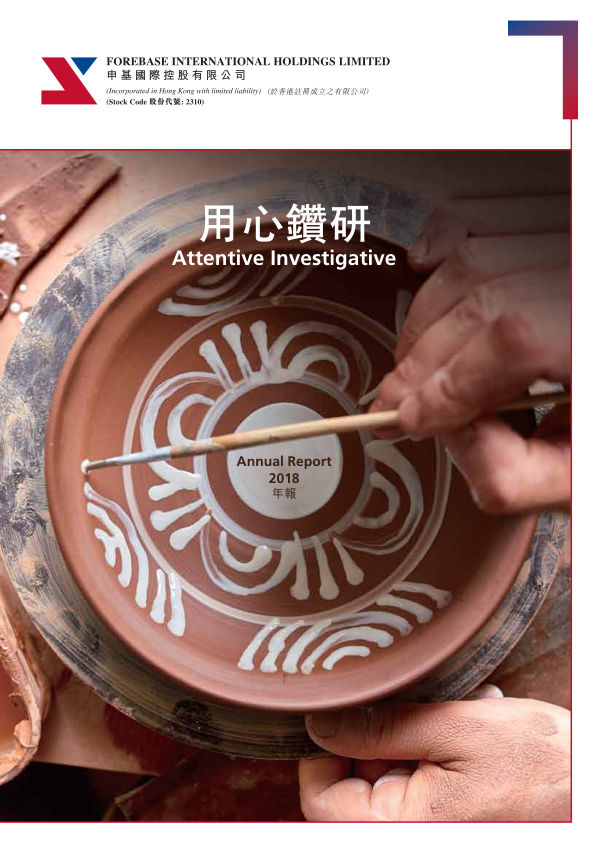 FOREBASE INTERNATIONAL HOLDINGS LIMITED
申基國際控股有限公司
(Incorporated in Hong Kong with limited liability) (於香港註冊成立之有限公司)
(Stock Code 股份代號: 2310)
用心鑽研
Attentive Investigative
Annual Report
2018
年報